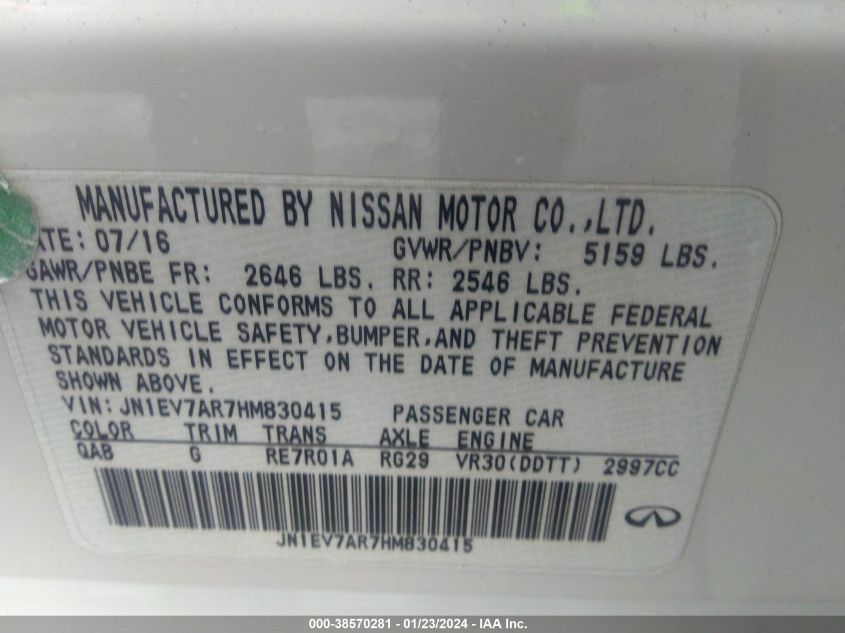 MANUFACTURED BY NISSAN MOTOR CO.,LTD.
ATE: 07/16 GVWR/PNBV: 5159 LBS.
GAWR/PNBE FR: 2646 LBS. RR: 2546 LBS.
THIS VEHICLE CONFORMS TO ALL APPLICABLE FEDERAL
MOTOR VEHICLE SAFETY,BUMPER,AND THEFT PREVENTION
STANDARDS IN EFFECT ON THE DATE OF MANUFACTURE
SHOWN ABOVE.
VIN: JN1EV7AR7HM830415 PASSENGER CAR
COLOR TRIM TRANS AXLE ENGINE
QAB G RE7R01A RG29 VR30(DDTT) 2997CC
JN1EV7AR7HM830415
000-38570281 - 01/23/2024 - IAA Inc.